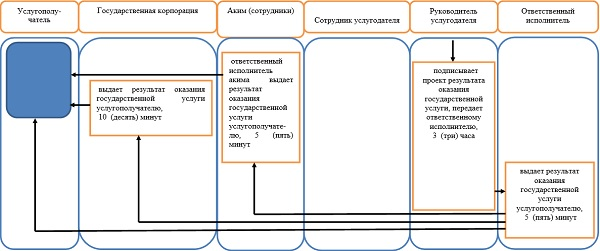 Услугополу-
чатель
Государственная корпорация
Аким (сотрудники)
Сотрудник услугодателя
Руководитель
услугодателя
Ответственный
исполнитель
выдает результат оказания
государственной услуги
услугополучателю,
10 (десять) минут
ответственный
исполнитель
акима выдает
результат
оказания
государственной
услуги
услугополучате-
лю, 5 (пять)
минут
подписывает
проект результата
оказания
государственной
услуги, передает
ответственному
исполнителю,
3 (три) часа
выдает результат
оказания
государственной
услуги
услугополучателю,
5 (пять) минут